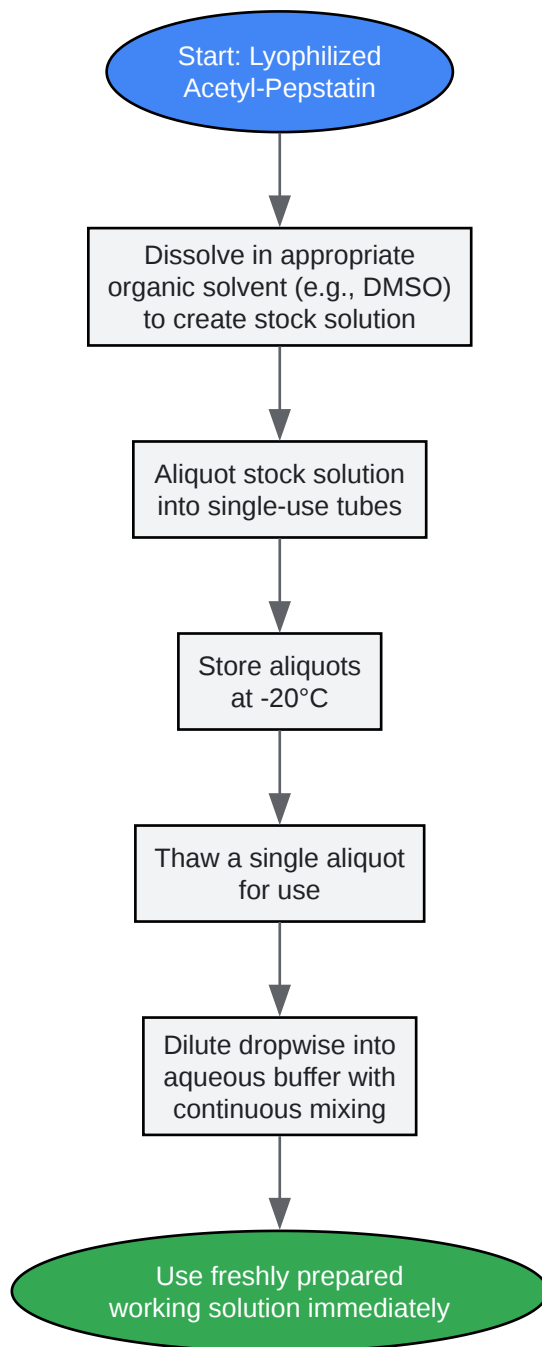 Start: Lyophilized
Acetyl-Pepstatin
Dissolve in appropriate
organic solvent (e.g., DMSO)
to create stock solution
Aliquot stock solution
into single-use tubes
Store aliquots
at -20°C
Thaw a single aliquot
for use
Dilute dropwise into
aqueous buffer with
continuous mixing
Use freshly prepared
working solution immediately